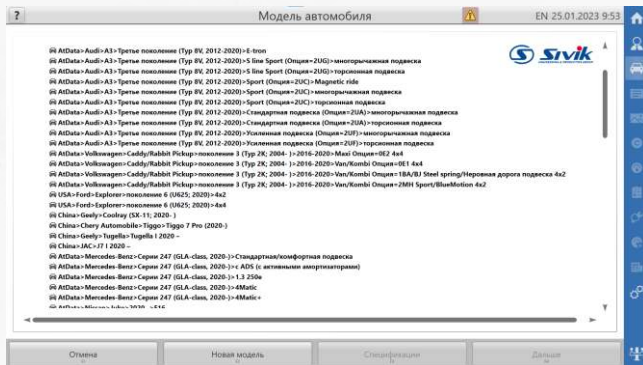 ?
Модель автомобиля
EN 25.01.2023 9:53
Sivik
AtData>Audi>A3>Третье поколение (Typ 8V, 2012-2020)>E-tron
AtData>Audi>A3>Третье поколение (Typ 8V, 2012-2020)>S line Sport (Опция=2UG)>многорычажная подвеска
AtData>Audi>A3>Третье поколение (Typ 8V, 2012-2020)>S line Sport (Опция=2UG)>торсионная подвеска
AtData>Audi>A3>Третье поколение (Typ 8V, 2012-2020)>Sport (Опция=2UC)>Magnetic ride
AtData>Audi>A3>Третье поколение (Typ 8V, 2012-2020)>Sport (Опция=2UC)>многорычажная подвеска
AtData>Audi>A3>Третье поколение (Typ 8V, 2012-2020)>Sport (Опция=2UC)>торсионная подвеска
AtData>Audi>A3>Третье поколение (Typ 8V, 2012-2020)>Стандартная подвеска (Опция=2UA)>многорычажная подвеска
AtData>Audi>A3>Третье поколение (Typ 8V, 2012-2020)>Стандартная подвеска (Опция=2UA)>торсионная подвеска
AtData>Audi>A3>Третье поколение (Typ 8V, 2012-2020)>Усиленная подвеска (Опция=2UF)>многорычажная подвеска
AtData>Audi>A3>Третье поколение (Typ 8V, 2012-2020)>Усиленная подвеска (Опция=2UF)>торсионная подвеска
AtData>Volkswagen>Caddy/Rabbit Pickup>поколение 3 (Typ 2K; 2004- )>2016-2020>Maxi Опция=0E2 4x4
AtData>Volkswagen>Caddy/Rabbit Pickup>поколение 3 (Typ 2K; 2004- )>2016-2020>Van/Kombi Опция=0E1 4x4
AtData>Volkswagen>Caddy/Rabbit Pickup>поколение 3 (Typ 2K; 2004- )>2016-2020>Van/Kombi Опция=1BA/BJ Steel spring/Неровная дорога подвеска 4x2
AtData>Volkswagen>Caddy/Rabbit Pickup>поколение 3 (Typ 2K; 2004- )>2016-2020>Van/Kombi Опция=2MH Sport/BlueMotion 4x2
USA>Ford>Explorer>поколение 6 (U625; 2020)>4x2
USA>Ford>Explorer>поколение 6 (U625; 2020)>4x4
China>Geely>Coolray (SX-11; 2020- )
China>Chery Automobile>Tiggo>Tiggo 7 Pro (2020-)
China>Geely>Tugella>Tugella I 2020 –
China>JAC>J7 I 2020 –
AtData>Mercedes-Benz>Серии 247 (GLA-class, 2020-)>Стандартная/комфортная подвеска
AtData>Mercedes-Benz>Серии 247 (GLA-class, 2020-)>с ADS (с активными амортизаторами)
AtData>Mercedes-Benz>Серии 247 (GLA-class, 2020-)>1.3 250e
AtData>Mercedes-Benz>Серии 247 (GLA-class, 2020-)>4Matic
AtData>Mercedes-Benz>Серии 247 (GLA-class, 2020-)>4Matic+
Отмена
Новая модель
Спецификации
Дальше